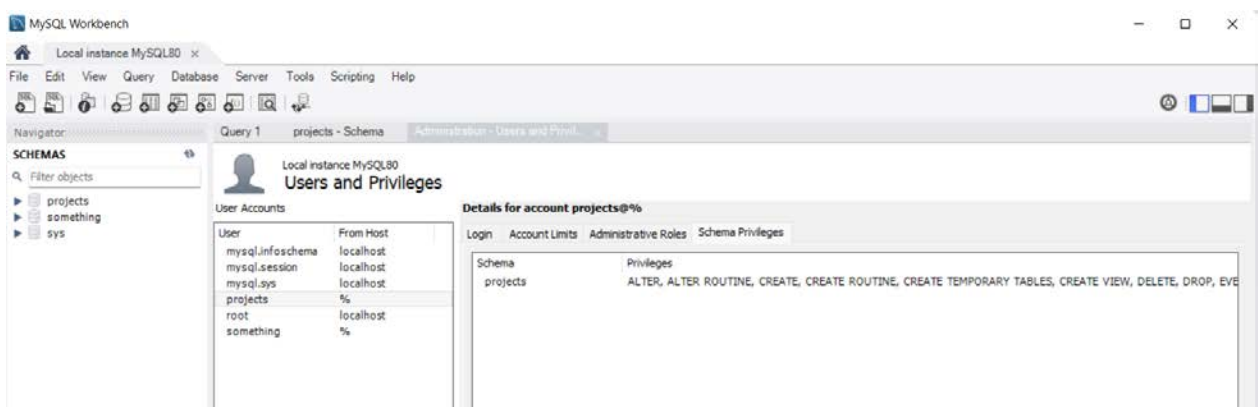 MySQL Workbench
Local instance MySQL80
File Edit View Query Database Server Tools Scripting Help
Navigator
Query 1 projects - Schema Administration - Users and Privil...
SCHEMAS
Filter objects
projects
something
sys
Local instance MySQL80
Users and Privileges
User Accounts
User From Host
mysql.infoschema localhost
mysql.session localhost
mysql.sys localhost
projects %
root localhost
something %
Details for account projects@%
Login Account Limits Administrative Roles Schema Privileges
Schema Privileges
projects ALTER, ALTER ROUTINE, CREATE, CREATE ROUTINE, CREATE TEMPORARY TABLES, CREATE VIEW, DELETE, DROP, EVE